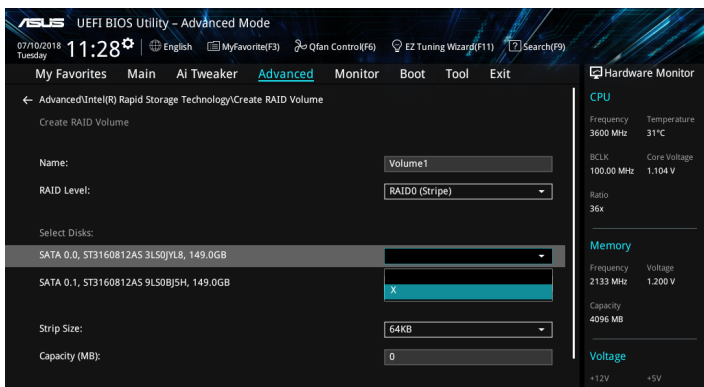 ASUS UEFI BIOS Utility – Advanced Mode
07/10/2018 Tuesday 11:28 English MyFavorite(F3) Qfan Control(F6) EZ Tuning Wizard(F11) ? Search(F9)
My Favorites Main Ai Tweaker Advanced Monitor Boot Tool Exit
← Advanced\Intel(R) Rapid Storage Technology\Create RAID Volume
Create RAID Volume
Name: Volume1
RAID Level: RAID0 (Stripe)
Select Disks:
SATA 0.0, ST3160812AS 3LS0JYL8, 149.0GB
SATA 0.1, ST3160812AS 9LS0BJ5H, 149.0GB
X
Strip Size: 64KB
Capacity (MB): 0
Hardware Monitor
CPU
Frequency Temperature
3600 MHz 31°C
BCLK Core Voltage
100.00 MHz 1.104 V
Ratio
36x
Memory
Frequency Voltage
2133 MHz 1.200 V
Capacity
4096 MB
Voltage
+12V +5V